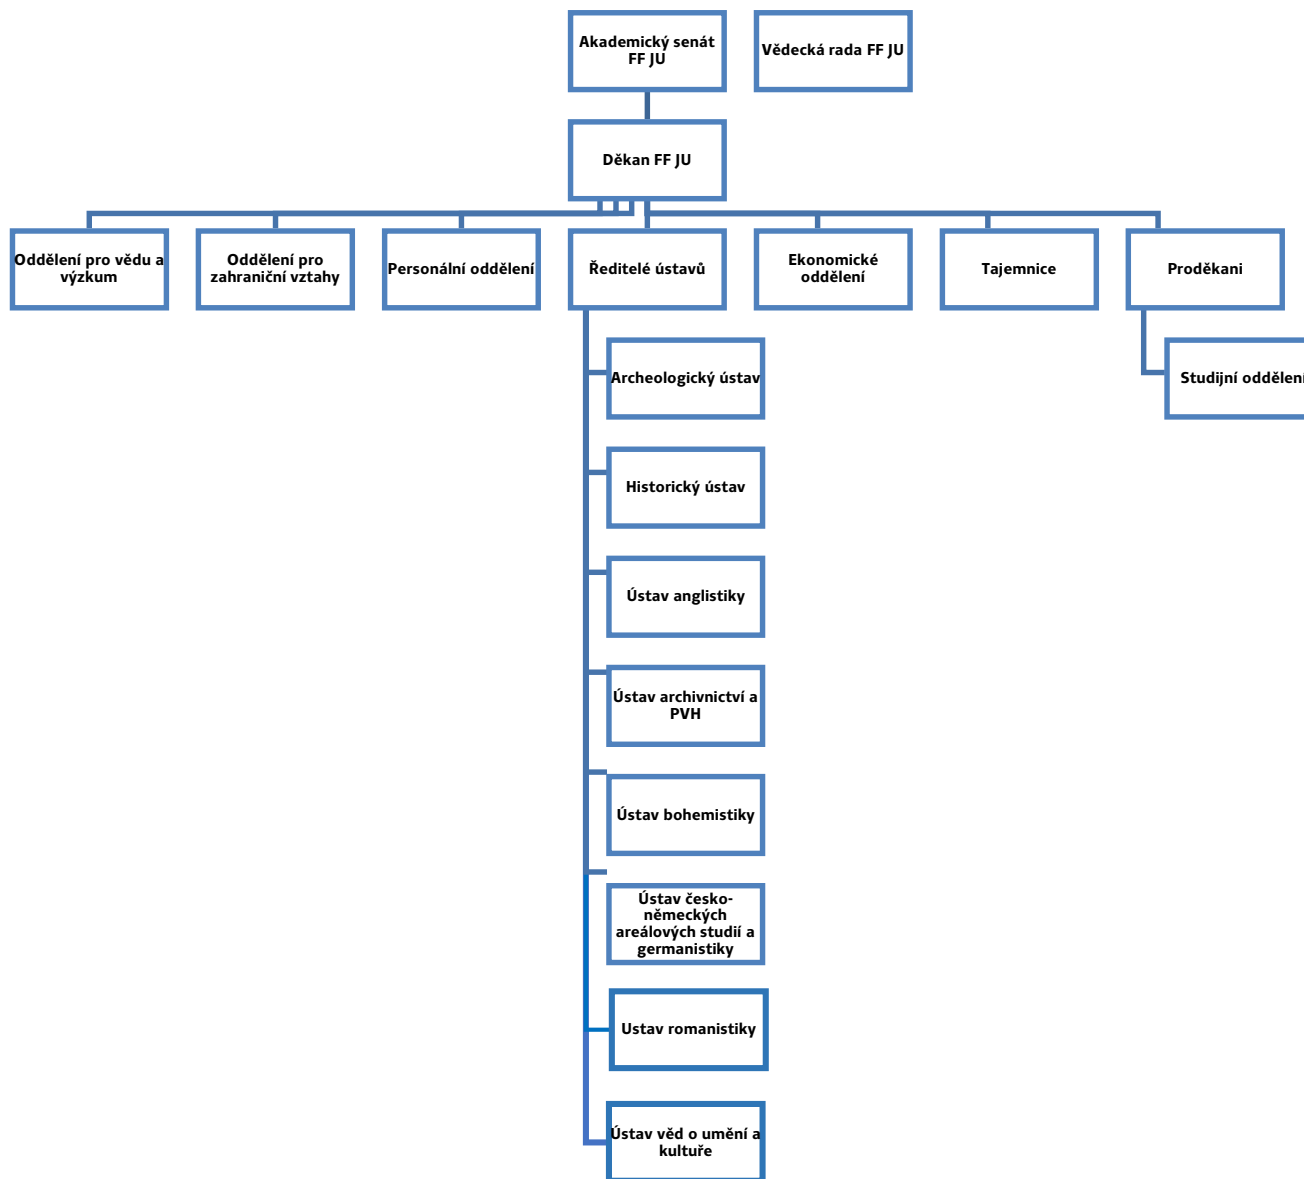 Akademický senát
FF JU
Vědecká rada FF JU
Děkan FF JU
Oddělení pro vědu a
výzkum
Oddělení pro
zahraniční vztahy
Personální oddělení
Ředitelé ústavů
Ekonomické
oddělení
Tajemnice
Proděkani
Archeologický ústav
Studijní oddělení
Historický ústav
Ústav anglistiky
Ústav archivnictví a
PVH
Ústav bohemistiky
Ústav česko-
německých
areálových studií a
germanistiky
Ustav romanistiky
Ústav věd o umění a
kultuře